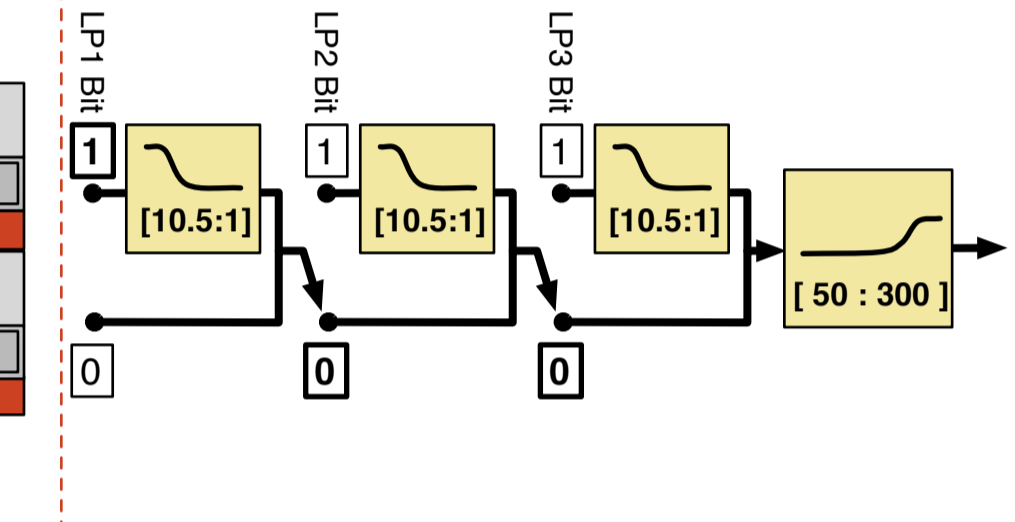 LP1 Bit
LP2 Bit
LP3 Bit
1
1
1
[10.5:1]
[10.5:1]
[10.5:1]
[ 50 : 300 ]
0
0
0